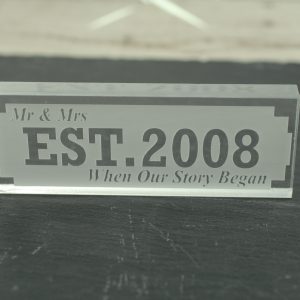 Mr & Mrs
EST.2008
When Our Story Began